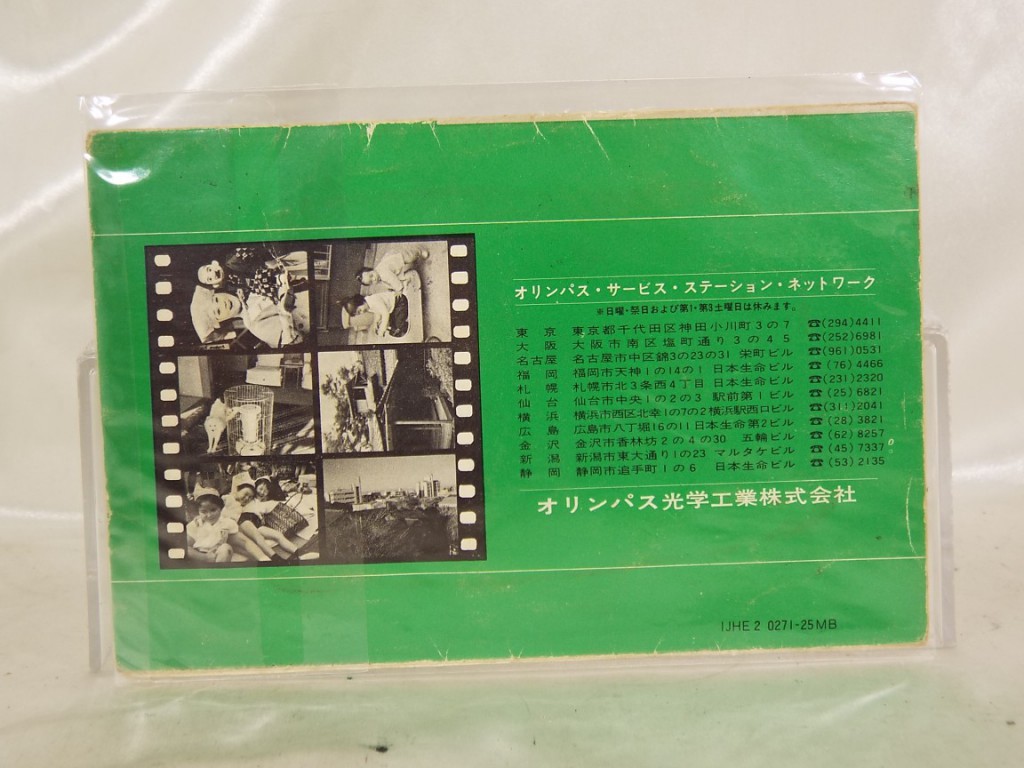 オリンパス・サービス・ステーション・ネットワーク
※日曜・祭日および第1・第3土曜日は休みます。
東京 東京都千代田区神田小川町3の7 ☎(294)4411
大阪 大阪市南区塩町通り3の45 ☎(252)6981
名古屋 名古屋市中区錦3の23の31 栄町ビル ☎(961)0531
福岡 福岡市天神1の14の1 日本生命ビル ☎(76)4466
札幌 札幌市北3条西4丁目 日本生命ビル ☎(231)2320
仙台 仙台市中央1の2の3 駅前第1ビル ☎(25)6821
横浜 横浜市西区北幸1の7の2横浜駅西口ビル ☎(311)2041
広島 広島市八丁堀16の11日本生命第2ビル ☎(28)3821
金沢 金沢市香林坊2の4の30 五輪ビル ☎(62)8257
新潟 新潟市東大通り1の23 マルタケビル ☎(45)7337
静岡 静岡市追手町1の6 日本生命ビル ☎(53)2135
オリンパス光学工業株式会社
1JHE2 0271-25MB